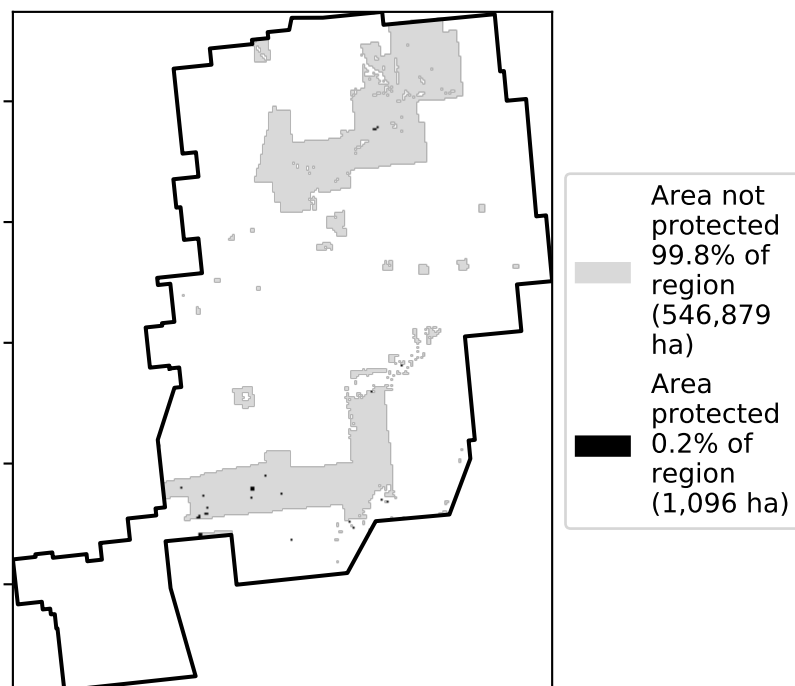 Area not
protected
99.8% of
region
(546,879
ha)
Area
protected
0.2% of
region
(1,096 ha)